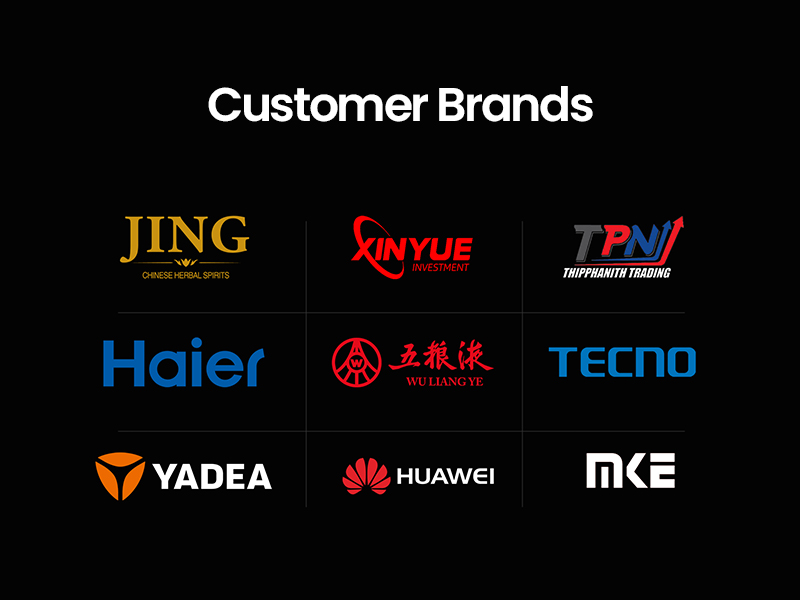 Customer Brands
JING
CHINESE HERBAL SPIRITS
XINYUE
INVESTMENT
TPN
THIPPHANITH TRADING
Haier
W
五粮液
WU LIANG YE
TECNO
YADEA
HUAWEI
MKE